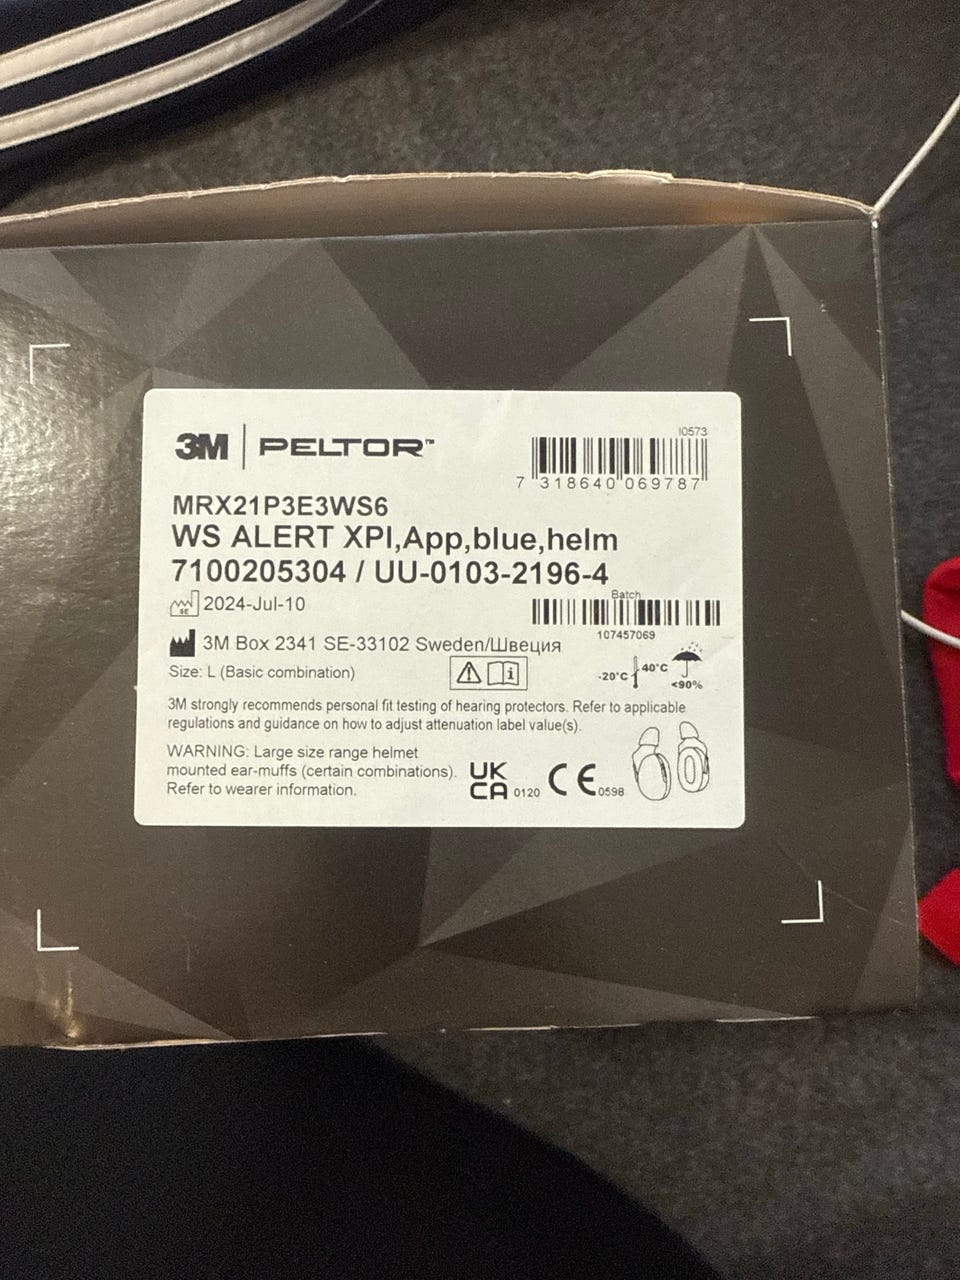 3M | PELTOR™
10573
7 318640 069787
MRX21P3E3WS6
WS ALERT XPI,App,blue,helm
7100205304 / UU-0103-2196-4
SE
2024-Jul-10
Batch
107457069
3M Box 2341 SE-33102 Sweden/Швеция
Size: L (Basic combination)
-20°C
40°C
<90%
3M strongly recommends personal fit testing of hearing protectors. Refer to applicable
regulations and guidance on how to adjust attenuation label value(s).
WARNING: Large size range helmet
mounted ear-muffs (certain combinations).
Refer to wearer information.
UK
CA 0120
CE 0598